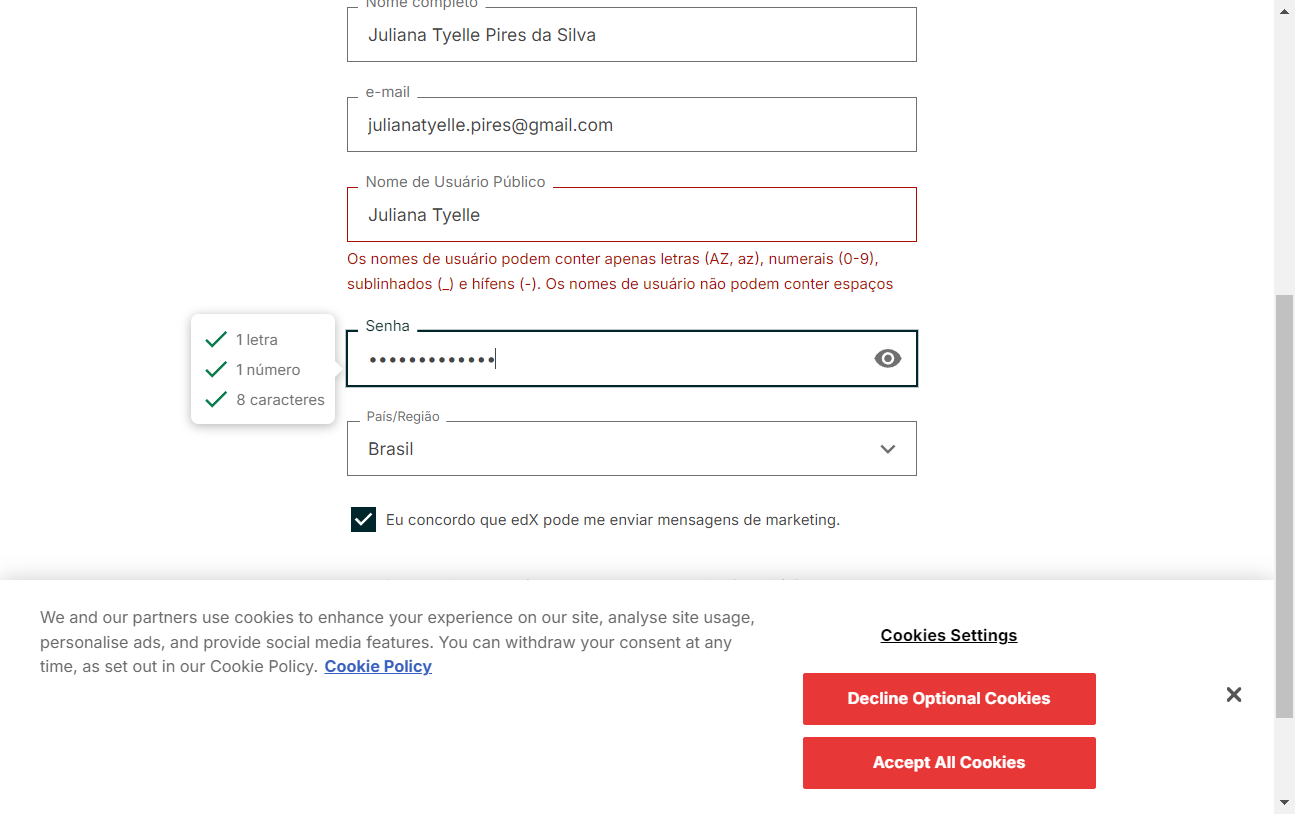 Nome completo
Juliana Tyelle Pires da Silva
e-mail
julianatyelle.pires@gmail.com
Nome de Usuário Público
Juliana Tyelle
Os nomes de usuário podem conter apenas letras (AZ, az), numerais (0-9),
sublinhados (_) e hífens (-). Os nomes de usuário não podem conter espaços
Senha
•••••••••••••
1 letra
1 número
8 caracteres
País/Região
Brasil
Eu concordo que edX pode me enviar mensagens de marketing.
We and our partners use cookies to enhance your experience on our site, analyse site usage,
personalise ads, and provide social media features. You can withdraw your consent at any
time, as set out in our Cookie Policy. Cookie Policy
Cookies Settings
Decline Optional Cookies
Accept All Cookies